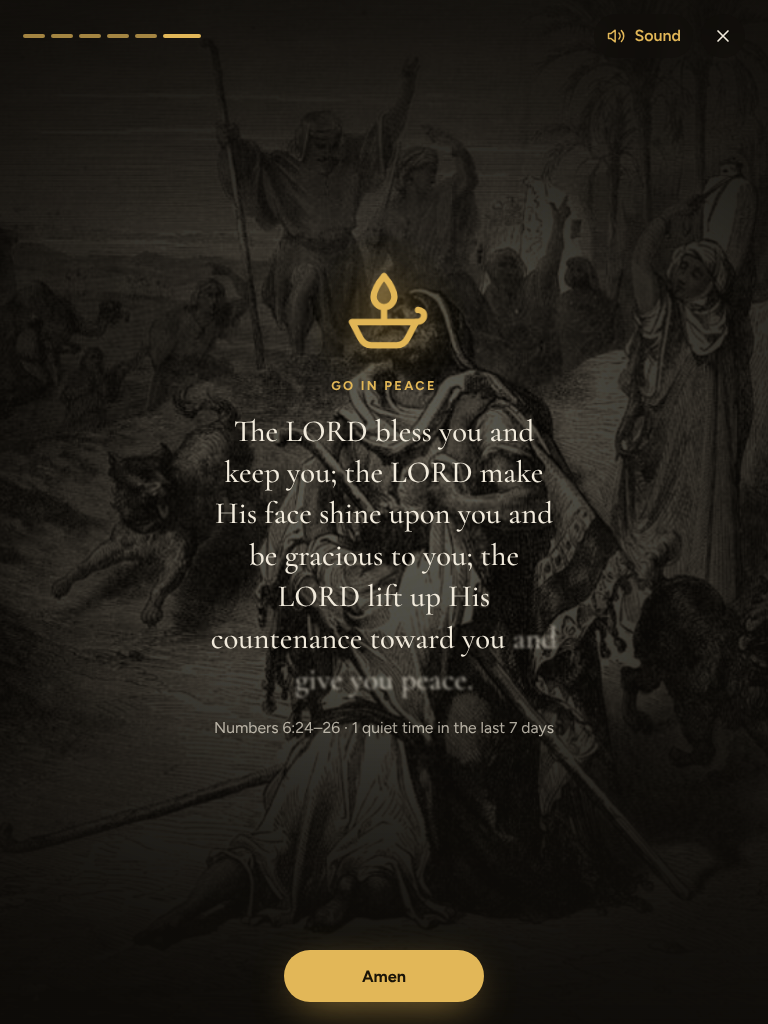 Sound
GO IN PEACE
The LORD bless you and
keep you; the LORD make
His face shine upon you and
be gracious to you; the
LORD lift up His
countenance toward you and
give you peace.
Numbers 6:24–26 · 1 quiet time in the last 7 days
Amen